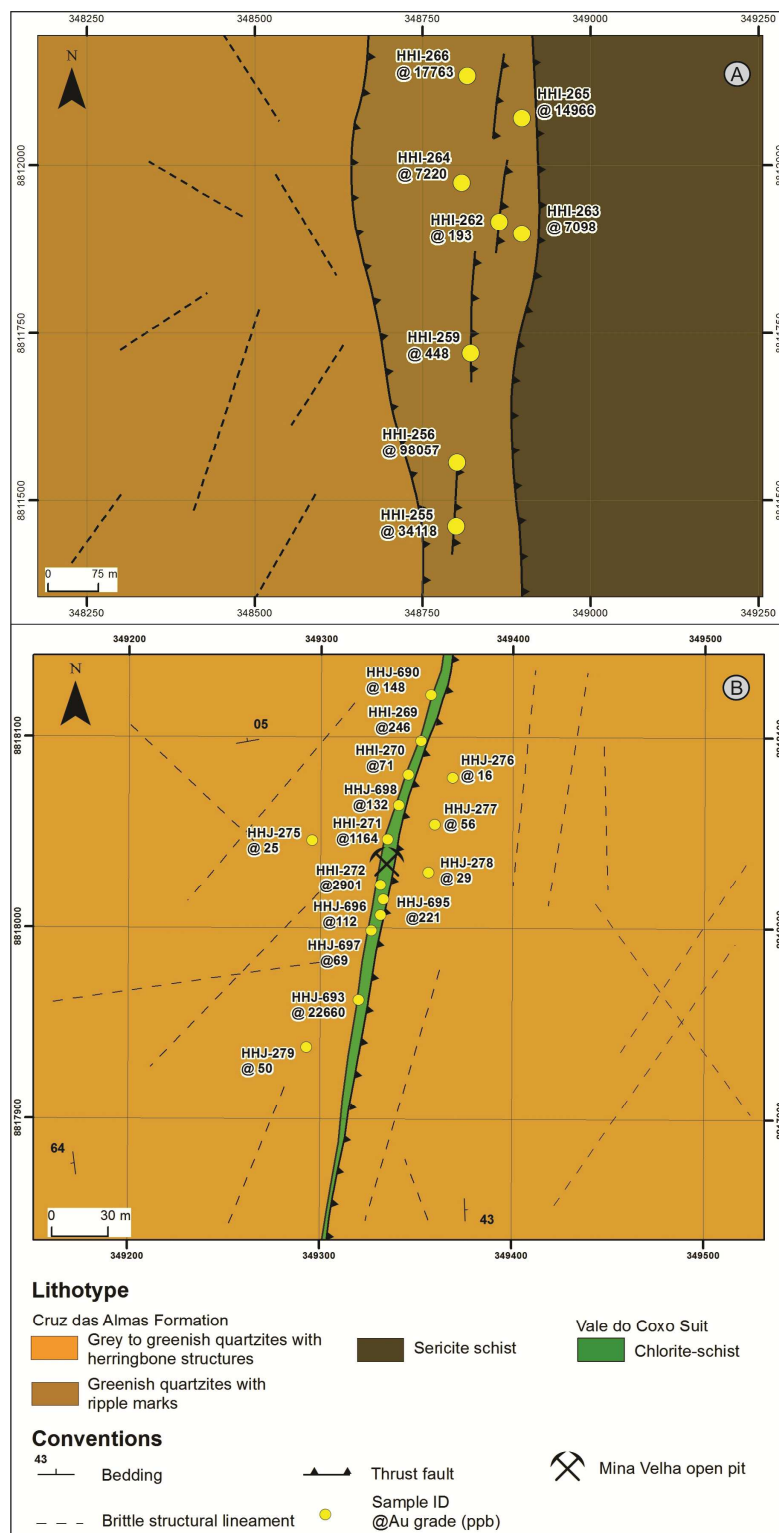 348250 348500 348750 349000 349250
N
A
HHI-266
@ 17763
HHI-265
@ 14966
8812000
8812000
HHI-264
@ 7220
HHI-262
@ 193
HHI-263
@ 7098
8811750
8811750
HHI-259
@ 448
HHI-256
@ 98057
8811500
8811500
HHI-255
@ 34118
0 75 m
348250 348500 348750 349000 349250
349200 349300 349400 349500
N
B
HHJ-690
@ 148
05
HHI-269
@246
8818100
8818100
HHI-270
@71
HHJ-276
@ 16
HHJ-698
@132
HHJ-275
@ 25
HHI-271
@1164
HHJ-277
@ 56
HHI-272
@2901
HHJ-278
@ 29
HHJ-696
@112
HHJ-695
@221
8818000
8818000
HHJ-697
@69
HHJ-693
@ 22660
HHJ-279
@ 50
8817900
8817900
64
43
0 30 m
349200 349300 349400 349500
Lithotype
Cruz das Almas Formation
Grey to greenish quartzites with
herringbone structures
Sericite schist
Vale do Coxo Suit
Chlorite-schist
Greenish quartzites with
ripple marks
Conventions
43
Bedding
Thrust fault
Mina Velha open pit
Brittle structural lineament
Sample ID
@Au grade (ppb)